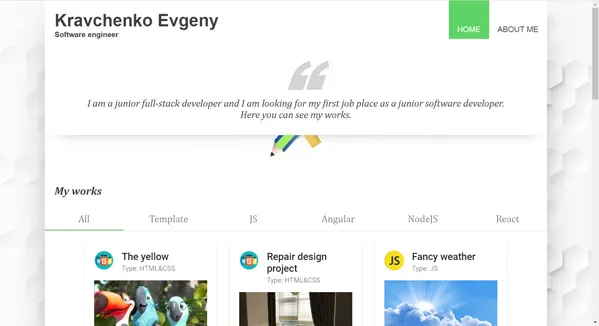 Kravchenko Evgeny
Software engineer
HOME
ABOUT ME
I am a junior full-stack developer and I am looking for my first job place as a junior software developer.
Here you can see my works.
My works
All
Template
JS
Angular
NodeJS
React
The yellow
Type: HTML&CSS
Repair design
project
Type: HTML&CSS
JS
Fancy weather
Type: JS